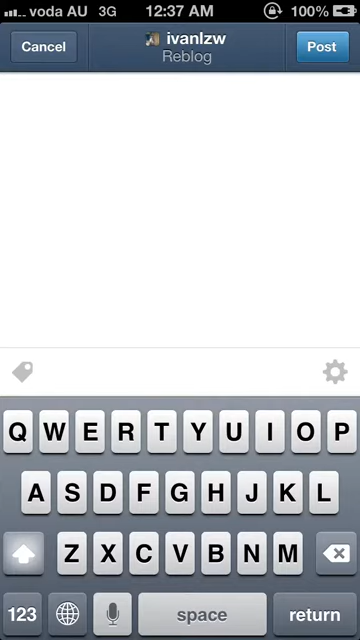 voda AU 3G 12:37 AM 100%
Cancel ivanlzw Post
Reblog
Q W E R T Y U I O P
A S D F G H J K L
Z X C V B N M
123 space return